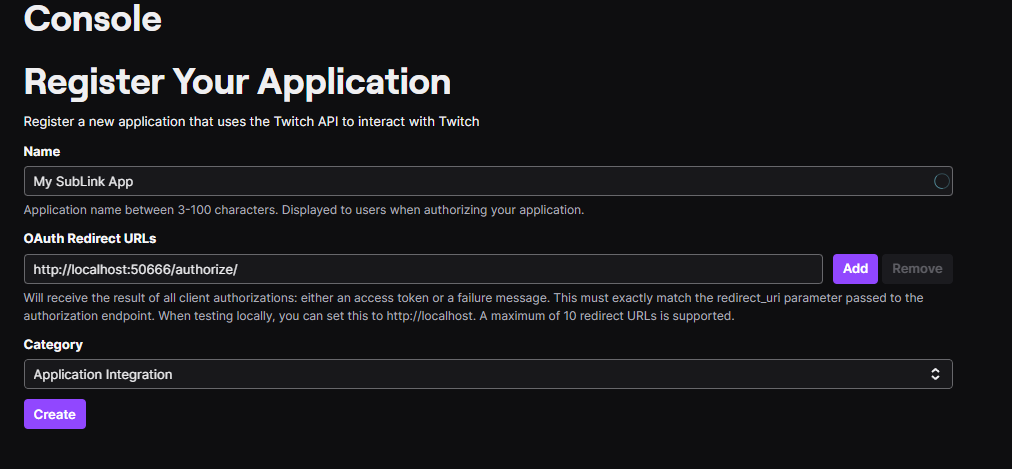 Console
Register Your Application
Register a new application that uses the Twitch API to interact with Twitch
Name
My SubLink App
Application name between 3-100 characters. Displayed to users when authorizing your application.
OAuth Redirect URLs
http://localhost:50666/authorize/
Add Remove
Will receive the result of all client authorizations: either an access token or a failure message. This must exactly match the redirect_uri parameter passed to the
authorization endpoint. When testing locally, you can set this to http://localhost. A maximum of 10 redirect URLs is supported.
Category
Application Integration
Create